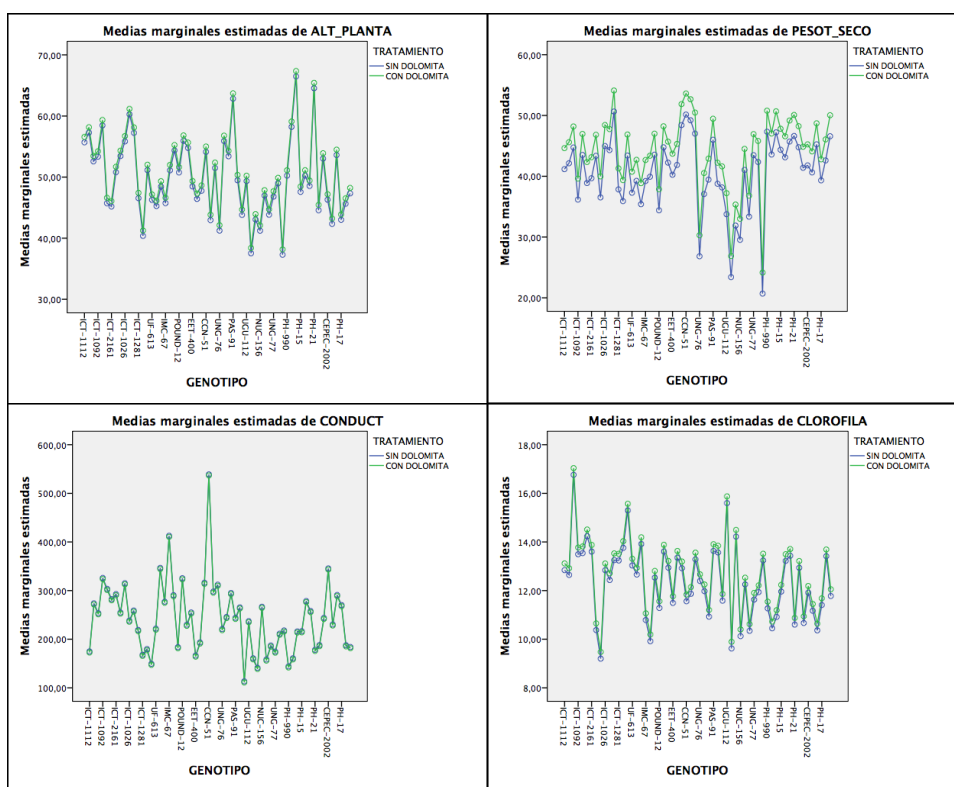 Medias marginales estimadas de ALT_PLANTA
TRATAMIENTO
SIN DOLOMITA
CON DOLOMITA
Medias marginales estimadas
70,00
60,00
50,00
40,00
30,00
ICT-1112
ICT-1092
ICT-2161
ICT-1026
ICT-1281
UF-613
IMC-67
POUND-12
EET-400
CCN-51
UNG-76
PAS-91
UGU-112
NUC-156
UNG-77
PH-990
PH-15
PH-21
CEPEC-2002
PH-17
GENOTIPO
Medias marginales estimadas de PESOT_SECO
TRATAMIENTO
SIN DOLOMITA
CON DOLOMITA
Medias marginales estimadas
60,00
50,00
40,00
30,00
20,00
ICT-1112
ICT-1092
ICT-2161
ICT-1026
ICT-1281
UF-613
IMC-67
POUND-12
EET-400
CCN-51
UNG-76
PAS-91
UGU-112
NUC-156
UNG-77
PH-990
PH-15
PH-21
CEPEC-2002
PH-17
GENOTIPO
Medias marginales estimadas de CONDUCT
TRATAMIENTO
SIN DOLOMITA
CON DOLOMITA
Medias marginales estimadas
600,00
500,00
400,00
300,00
200,00
100,00
ICT-1112
ICT-1092
ICT-2161
ICT-1026
ICT-1281
UF-613
IMC-67
POUND-12
EET-400
CCN-51
UNG-76
PAS-91
UGU-112
NUC-156
UNG-77
PH-990
PH-15
PH-21
CEPEC-2002
PH-17
GENOTIPO
Medias marginales estimadas de CLOROFILA
TRATAMIENTO
SIN DOLOMITA
CON DOLOMITA
Medias marginales estimadas
18,00
16,00
14,00
12,00
10,00
8,00
ICT-1112
ICT-1092
ICT-2161
ICT-1026
ICT-1281
UF-613
IMC-67
POUND-12
EET-400
CCN-51
UNG-76
PAS-91
UGU-112
NUC-156
UNG-77
PH-990
PH-15
PH-21
CEPEC-2002
PH-17
GENOTIPO